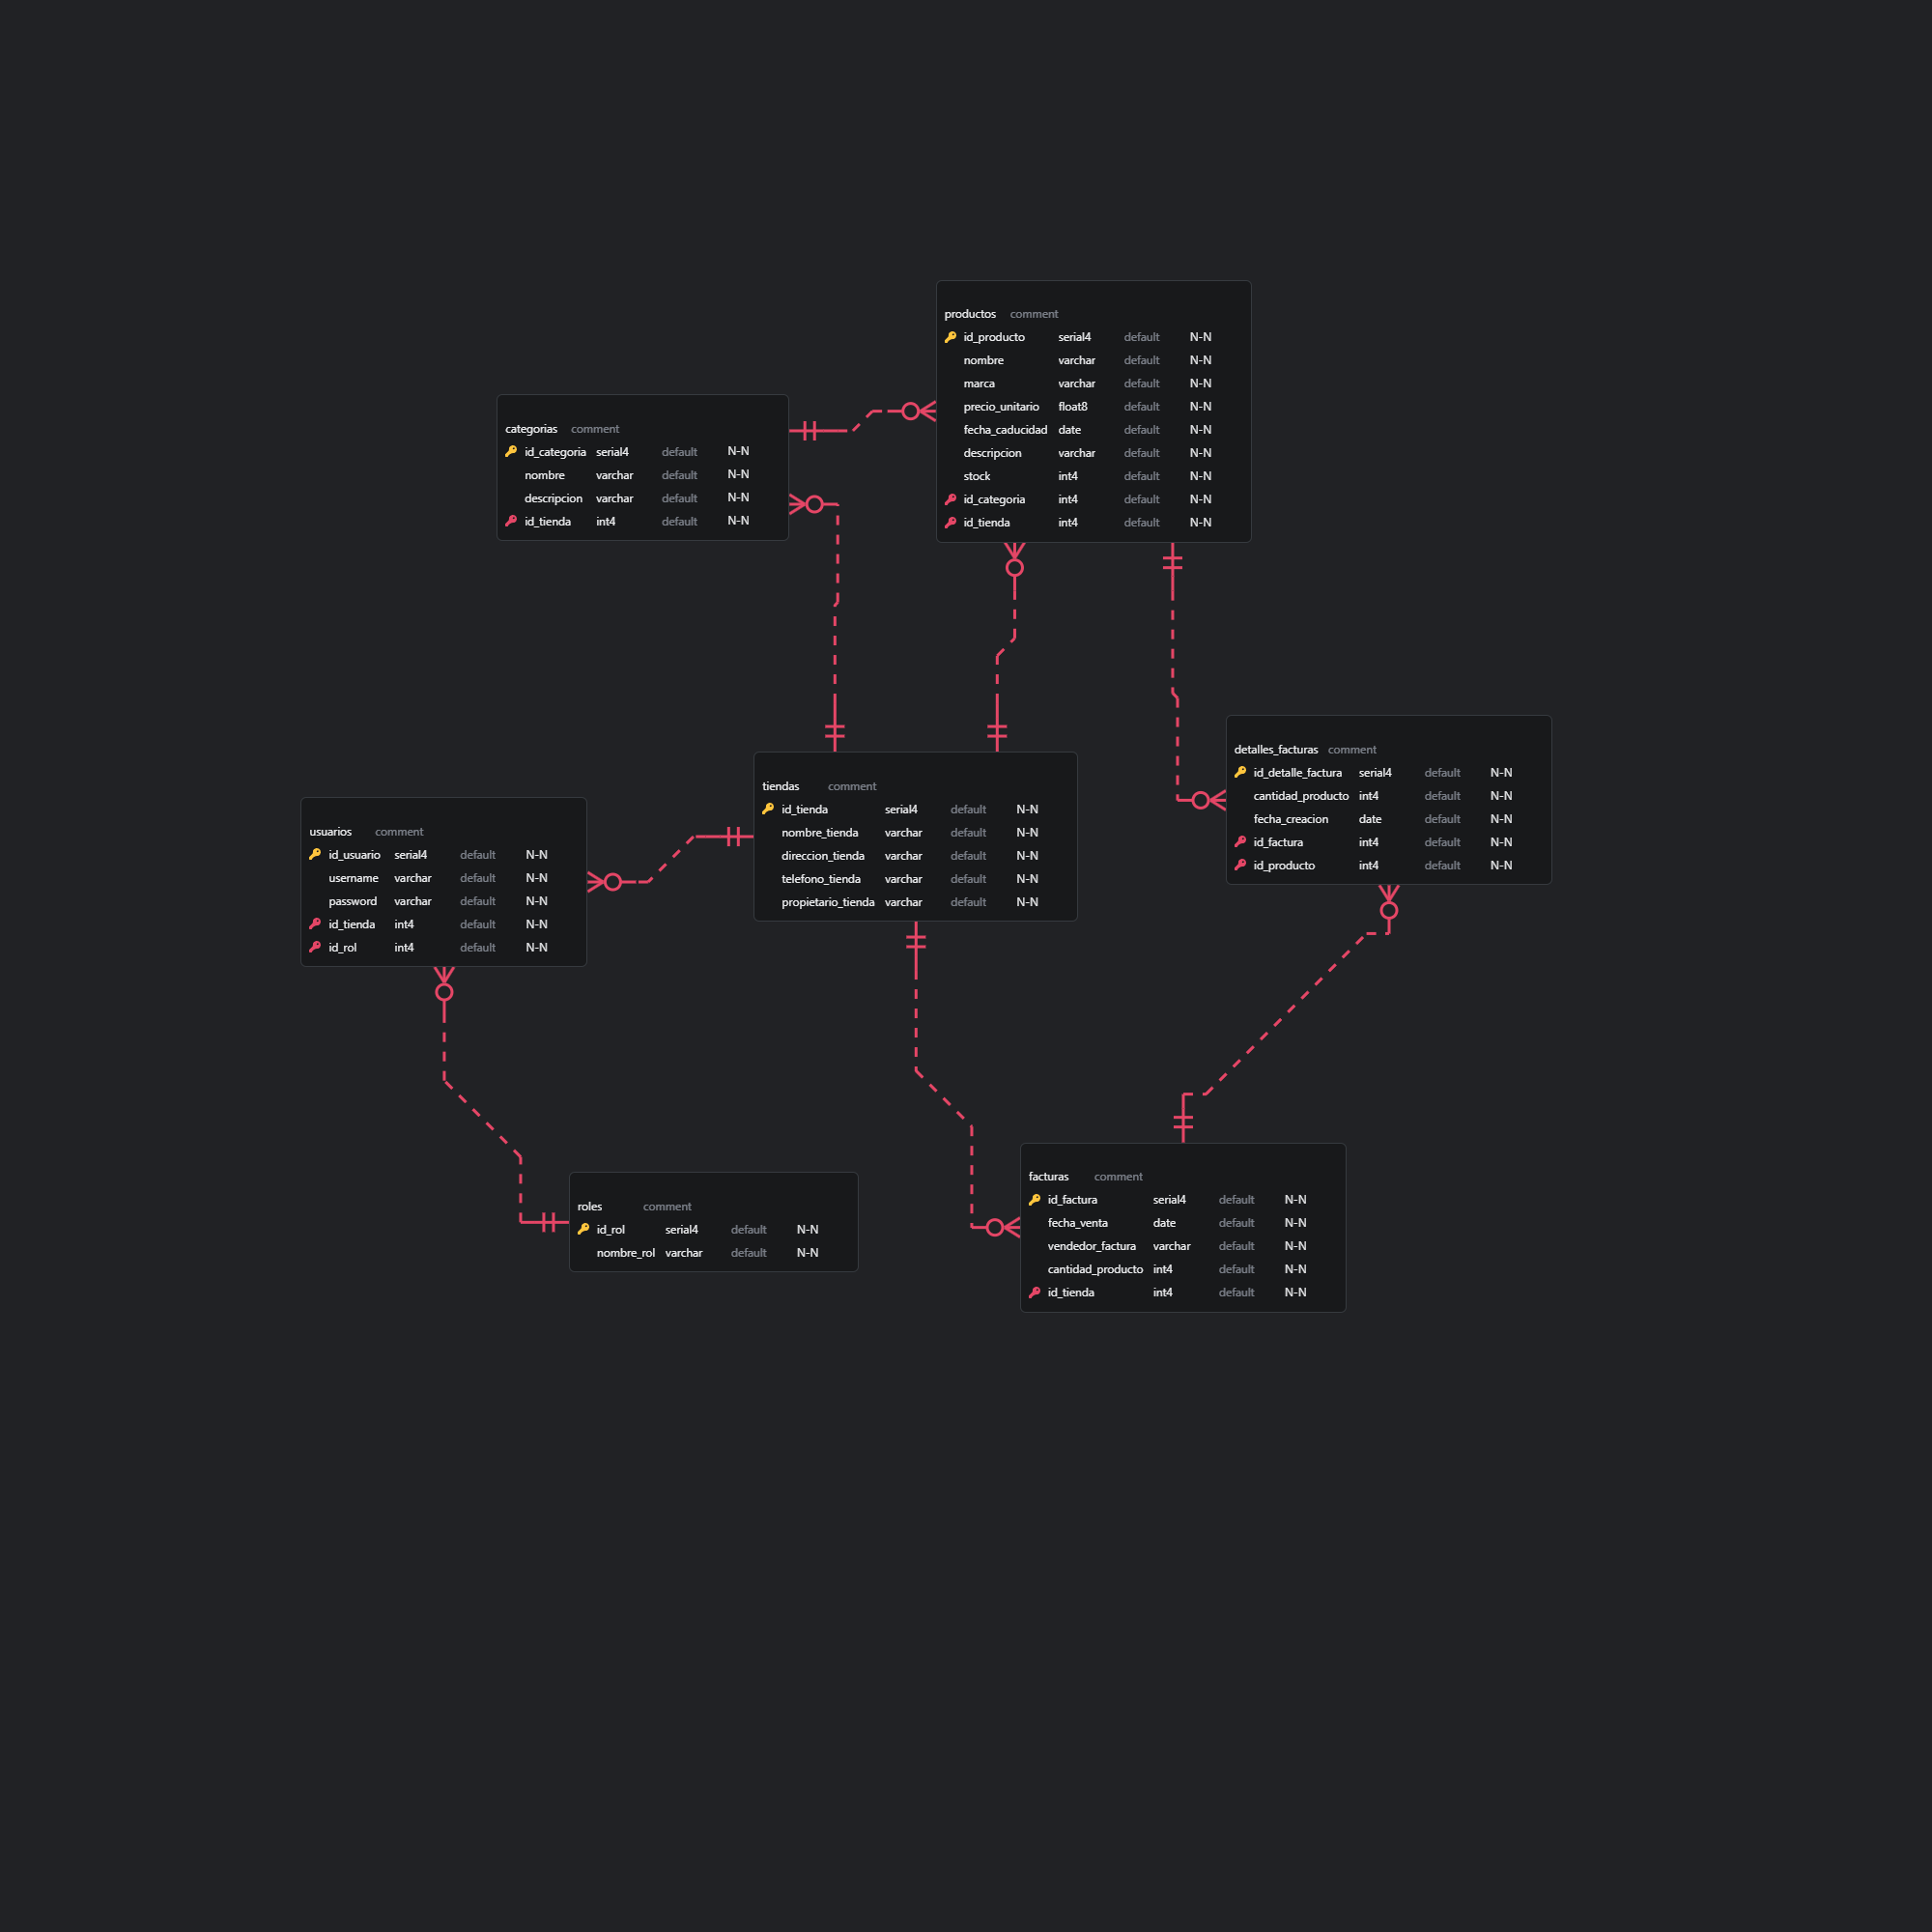 productos comment
id_producto serial4 default N-N
nombre varchar default N-N
marca varchar default N-N
precio_unitario float8 default N-N
fecha_caducidad date default N-N
descripcion varchar default N-N
stock int4 default N-N
id_categoria int4 default N-N
id_tienda int4 default N-N
categorias comment
id_categoria serial4 default N-N
nombre varchar default N-N
descripcion varchar default N-N
id_tienda int4 default N-N
detalles_facturas comment
id_detalle_factura serial4 default N-N
cantidad_producto int4 default N-N
fecha_creacion date default N-N
id_factura int4 default N-N
id_producto int4 default N-N
tiendas comment
id_tienda serial4 default N-N
nombre_tienda varchar default N-N
direccion_tienda varchar default N-N
telefono_tienda varchar default N-N
propietario_tienda varchar default N-N
usuarios comment
id_usuario serial4 default N-N
username varchar default N-N
password varchar default N-N
id_tienda int4 default N-N
id_rol int4 default N-N
roles comment
id_rol serial4 default N-N
nombre_rol varchar default N-N
facturas comment
id_factura serial4 default N-N
fecha_venta date default N-N
vendedor_factura varchar default N-N
cantidad_producto int4 default N-N
id_tienda int4 default N-N